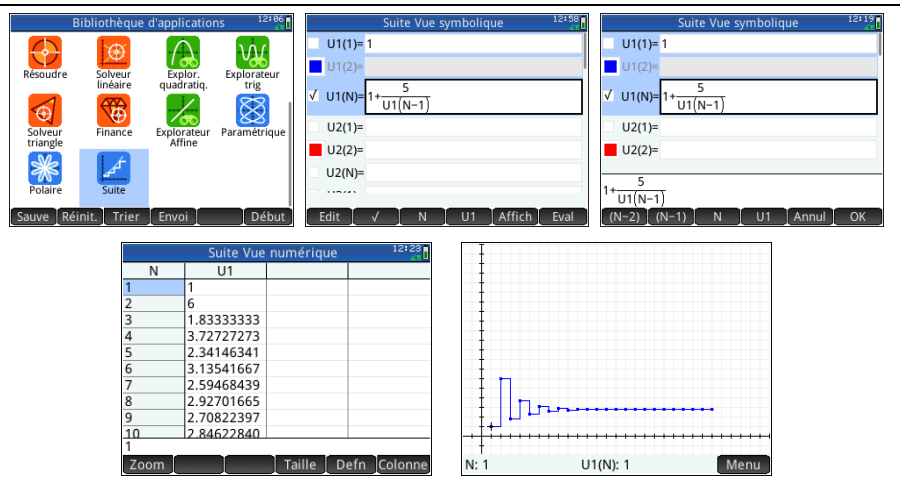 Bibliothèque d'applications 12:06
Résoudre Solveur linéaire Explor. quadratiq. Explorateur trig
Solveur triangle Finance Explorateur Affine Paramétrique
Polaire Suite
Sauve Réinit. Trier Envoi Début
Suite Vue symbolique 12:58
U1(1)= 1
U1(2)=
✓ U1(N)= 1+5/U1(N-1)
U2(1)=
U2(2)=
U2(N)=
Edit √ N U1 Affich Eval
Suite Vue symbolique 12:19
U1(1)= 1
U1(2)=
✓ U1(N)= 1+5/U1(N-1)
U2(1)=
U2(2)=
1+5/U1(N-1)
(N-2) (N-1) N U1 Annul OK
Suite Vue numérique 12:23
N U1
1 1
2 6
3 1.83333333
4 3.72727273
5 2.34146341
6 3.13541667
7 2.59468439
8 2.92701665
9 2.70822397
10 2.84622840
1
Zoom Taille Defn Colonne
N: 1 U1(N): 1 Menu